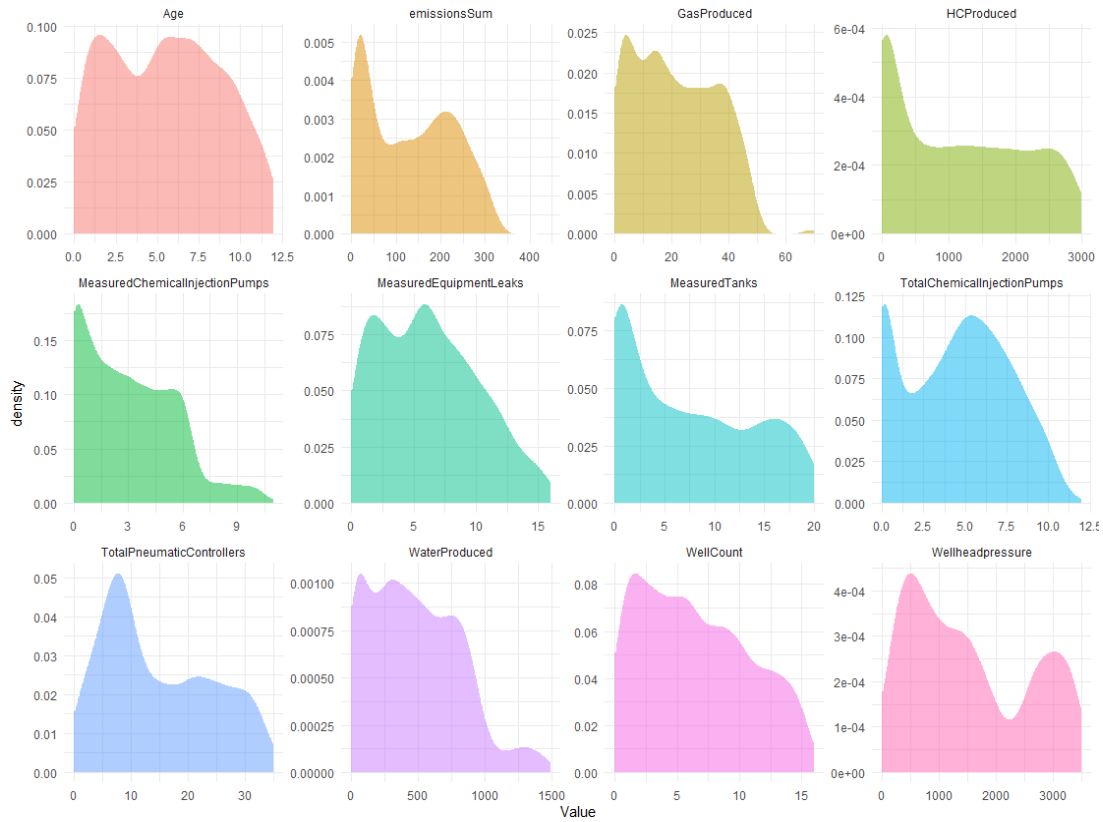 Age emissionsSum GasProduced HCProduced
0.100
0.075
0.050
0.025
0.000
0.0 2.5 5.0 7.5 10.0 12.5
0.005
0.004
0.003
0.002
0.001
0.000
0 100 200 300 400
0.025
0.020
0.015
0.010
0.005
0.000
0 20 40 60
6e-04
4e-04
2e-04
0e+00
0 1000 2000 3000
MeasuredChemicalInjectionPumps MeasuredEquipmentLeaks MeasuredTanks TotalChemicalInjectionPumps
density
0.15
0.10
0.05
0.00
0 3 6 9
0.075
0.050
0.025
0.000
0 5 10 15
0.075
0.050
0.025
0.000
0 5 10 15 20
0.125
0.100
0.075
0.050
0.025
0.000
0.0 2.5 5.0 7.5 10.0 12.5
TotalPneumaticControllers WaterProduced WellCount Wellheadpressure
0.05
0.04
0.03
0.02
0.01
0.00
0 10 20 30
0.00100
0.00075
0.00050
0.00025
0.00000
0 500 1000 1500
0.08
0.06
0.04
0.02
0.00
0 5 10 15
4e-04
3e-04
2e-04
1e-04
0e+00
0 1000 2000 3000
Value